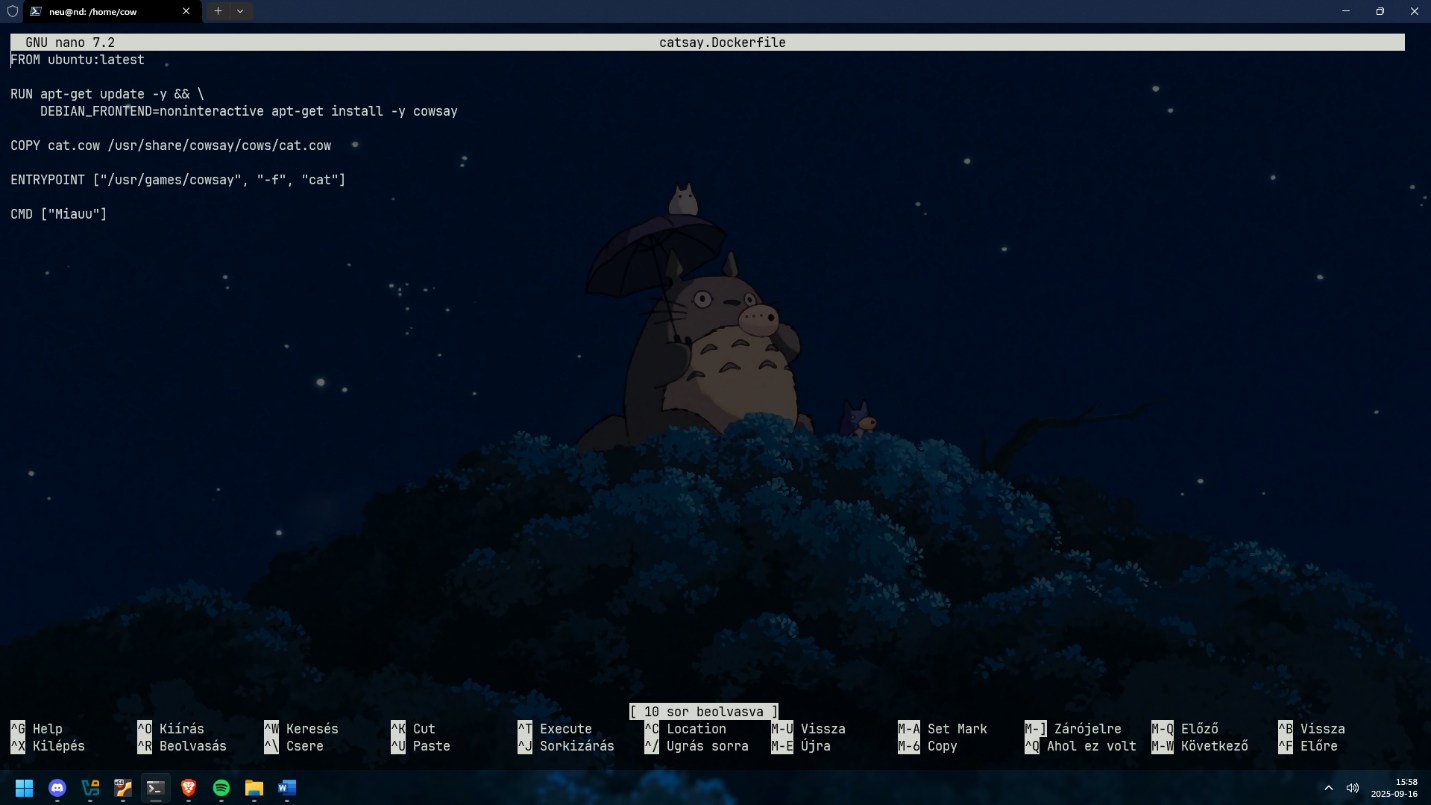 neu@nd: /home/cow
GNU nano 7.2 catsay.Dockerfile
FROM ubuntu:latest
RUN apt-get update -y && \
DEBIAN_FRONTEND=noninteractive apt-get install -y cowsay
COPY cat.cow /usr/share/cowsay/cows/cat.cow
ENTRYPOINT ["/usr/games/cowsay", "-f", "cat"]
CMD ["Miauu"]
[ 10 sor beolvasva ]
^G Help ^O Kiírás ^W Keresés ^K Cut ^T Execute ^C Location M-U Vissza M-A Set Mark M-] Zárójelre M-Q Előző ^B Vissza
^X Kilépés ^R Beolvasás ^\ Csere ^U Paste ^J Sorkizárás ^/ Ugrás sorra M-E Újra M-6 Copy ^Q Ahol ez volt M-W Következő ^F Előre
15:58
2025-09-16